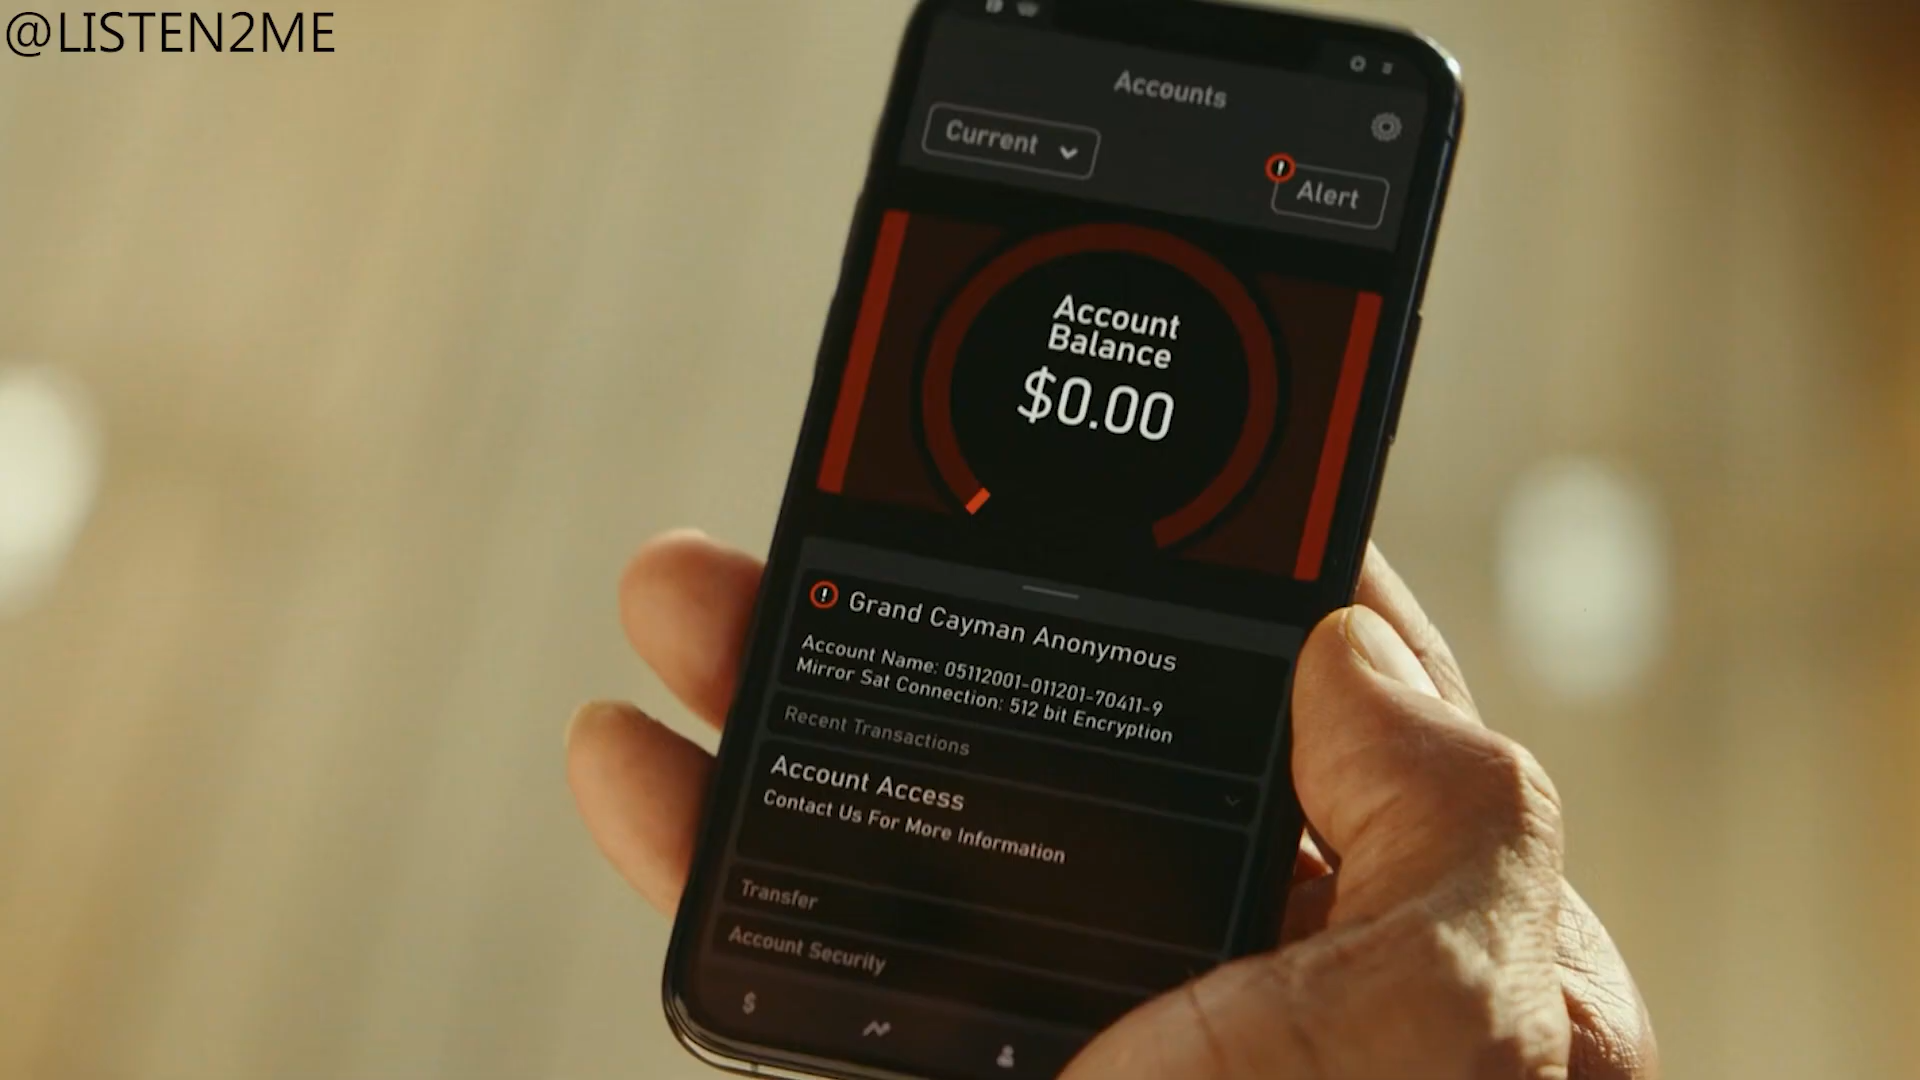 @LISTEN2ME
Accounts
Current
Alert
Account
Balance
$0.00
Grand Cayman Anonymous
Account Name: 05112001-011201-70411-9
Mirror Sat Connection: 512 bit Encryption
Recent Transactions
Account Access
Contact Us For More Information
Transfer
Account Security